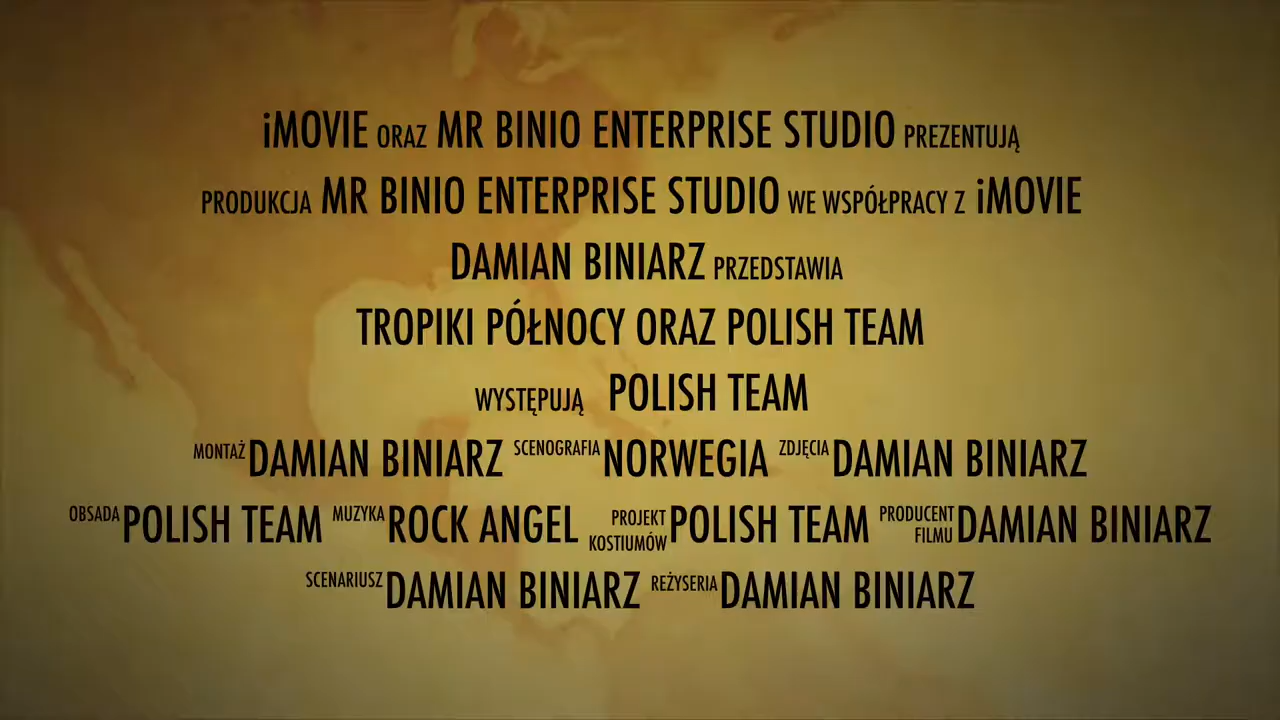 iMOVIE ORAZ MR BINIO ENTERPRISE STUDIO PREZENTUJĄ
PRODUKCJA MR BINIO ENTERPRISE STUDIO WE WSPÓŁPRACY Z iMOVIE
DAMIAN BINIARZ PRZEDSTAWIA
TROPIKI PÓŁNOCY ORAZ POLISH TEAM
WYSTĘPUJĄ POLISH TEAM
MONTAŻ DAMIAN BINIARZ SCENOGRAFIA NORWEGIA ZDJĘCIA DAMIAN BINIARZ
OBSADA POLISH TEAM MUZYKA ROCK ANGEL PROJEKT KOSTIUMÓW POLISH TEAM PRODUCENT FILMU DAMIAN BINIARZ
SCENARIUSZ DAMIAN BINIARZ REŻYSERIA DAMIAN BINIARZ